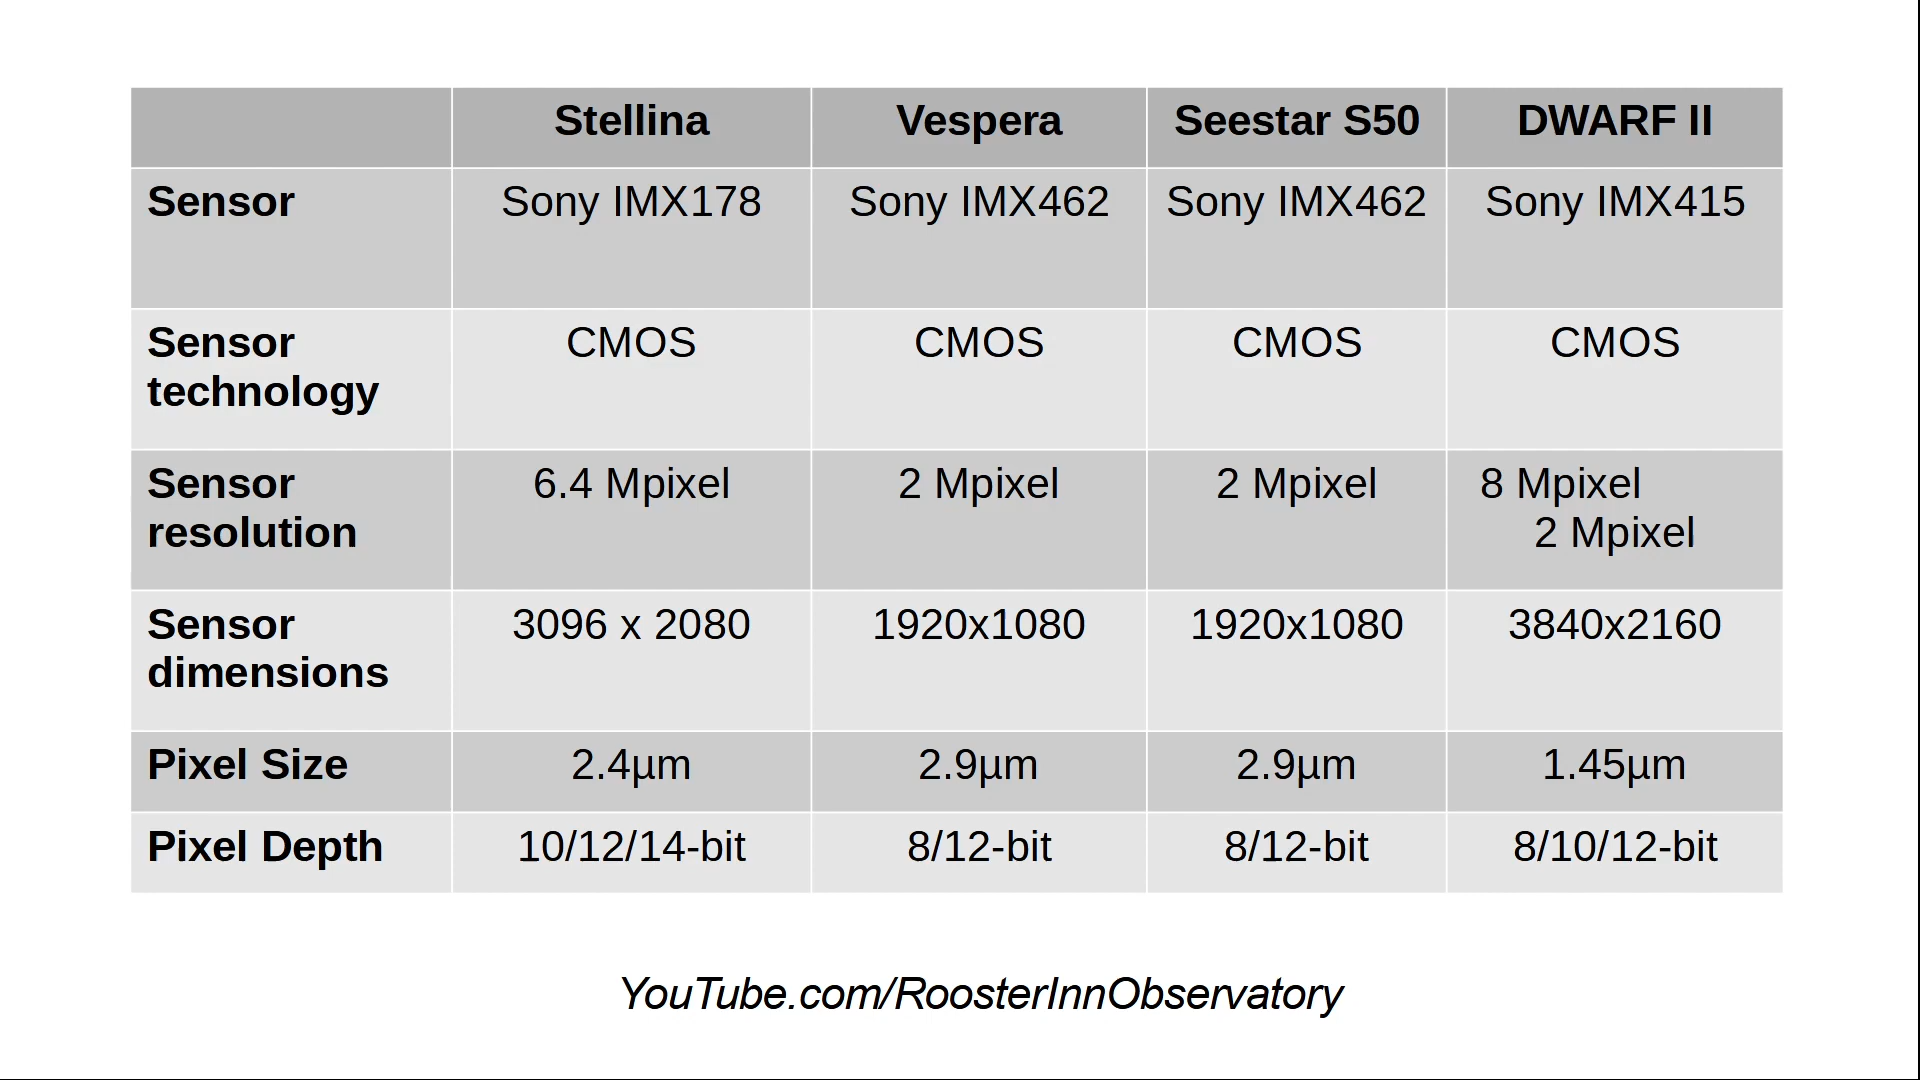 Stellina Vespera Seestar S50 DWARF II
Sensor Sony IMX178 Sony IMX462 Sony IMX462 Sony IMX415
Sensor CMOS CMOS CMOS CMOS
technology
Sensor 6.4 Mpixel 2 Mpixel 2 Mpixel 8 Mpixel
resolution 2 Mpixel
Sensor 3096 x 2080 1920x1080 1920x1080 3840x2160
dimensions
Pixel Size 2.4µm 2.9µm 2.9µm 1.45µm
Pixel Depth 10/12/14-bit 8/12-bit 8/12-bit 8/10/12-bit
YouTube.com/RoosterInnObservatory